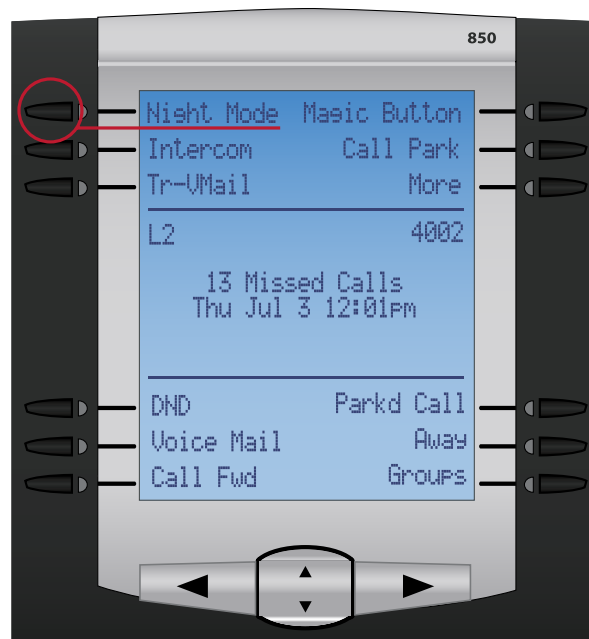 850
Night Mode Magic Button
Intercom Call Park
Tr-VMail More
L2 4002
13 Missed Calls
Thu Jul 3 12:01pm
DND Parkd Call
Voice Mail Away
Call Fwd Groups